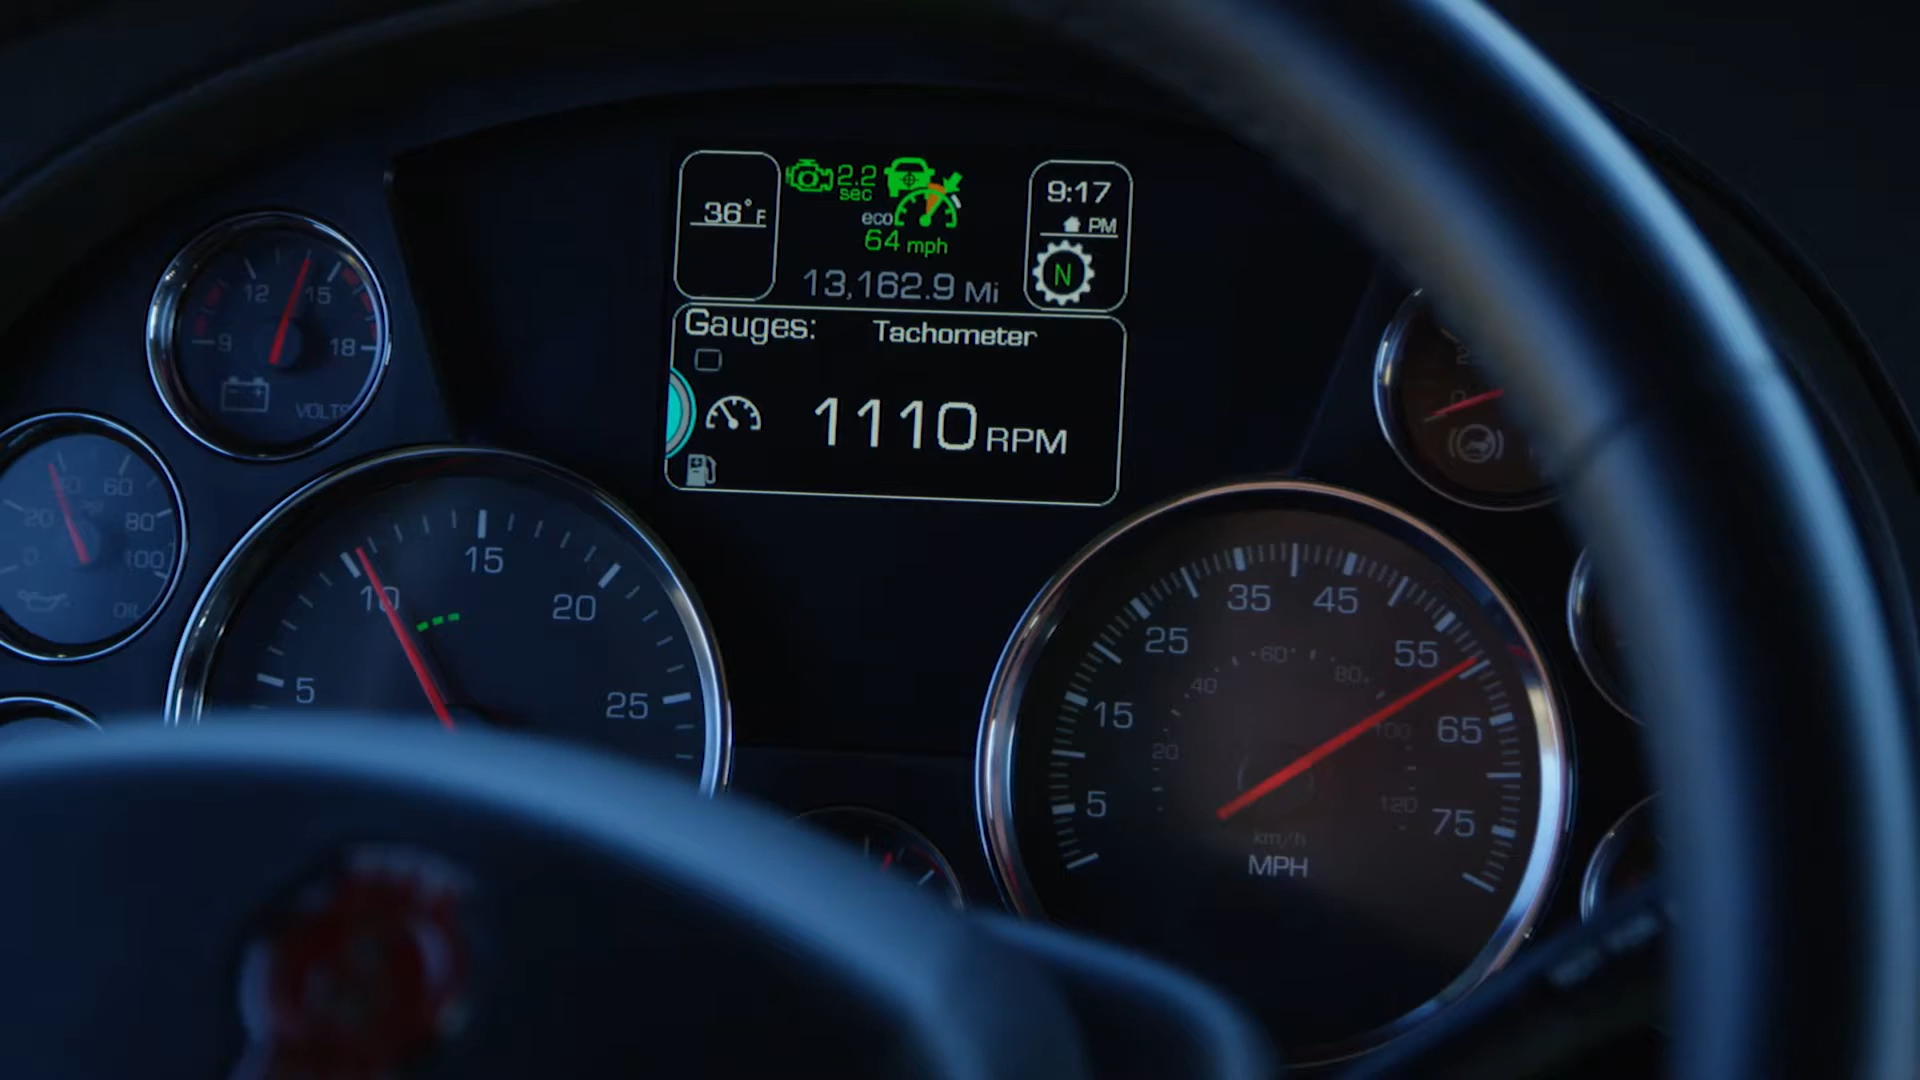 36°F
2.2
sec
eco
64 mph
13,162.9 Mi
9:17
PM
N
Gauges: Tachometer
1110 RPM
9 12 15 18
VOLTS
0 20 60 80 100
OIL
5 10 15 20 25
5 15 25 35 45 55 65 75
20 40 60 80 100 120
km/h
MPH